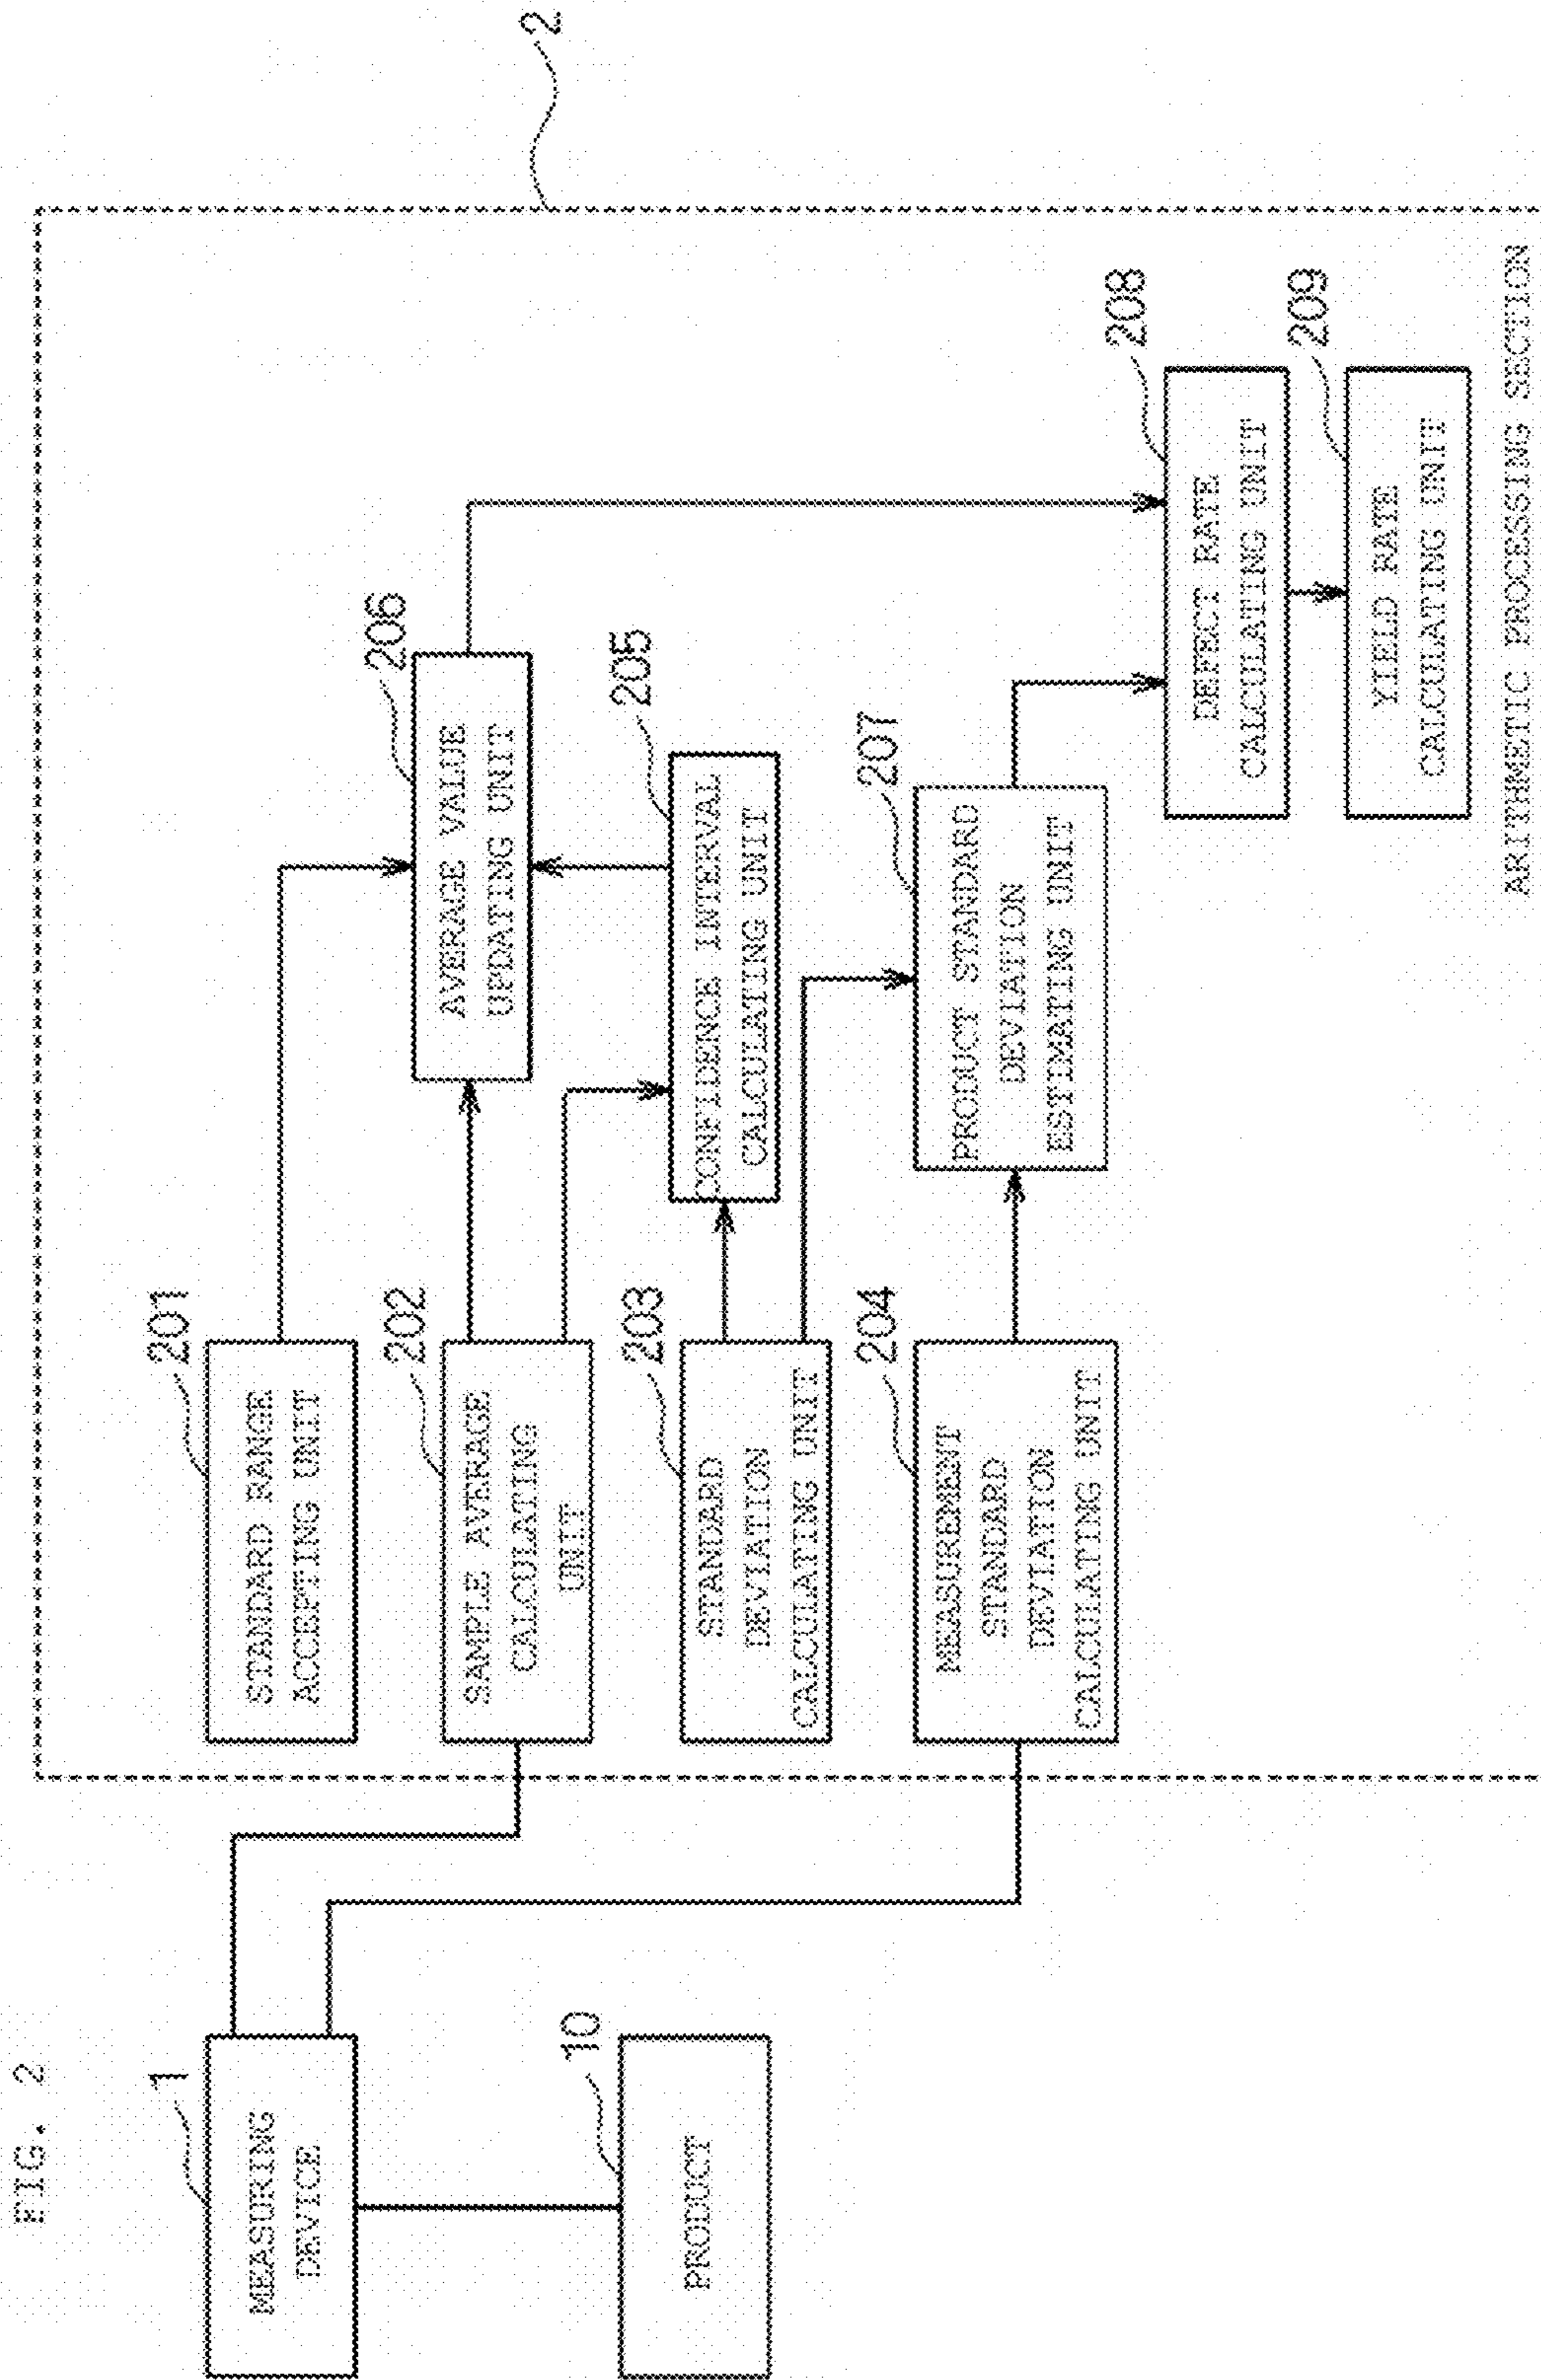 FIG. 2
1
MEASURING
DEVICE
10
PRODUCT
2
201
STANDARD RANGE
ACCEPTING UNIT
202
SAMPLE AVERAGE
CALCULATING
UNIT
203
STANDARD
DEVIATION
CALCULATING UNIT
204
MEASUREMENT
STANDARD
DEVIATION
CALCULATING UNIT
206
AVERAGE VALUE
UPDATING UNIT
205
CONFIDENCE INTERVAL
CALCULATING UNIT
207
PRODUCT STANDARD
DEVIATION
ESTIMATING UNIT
208
DEFECT RATE
CALCULATING UNIT
209
YIELD RATE
CALCULATING UNIT
ARITHMETIC PROCESSING SECTION